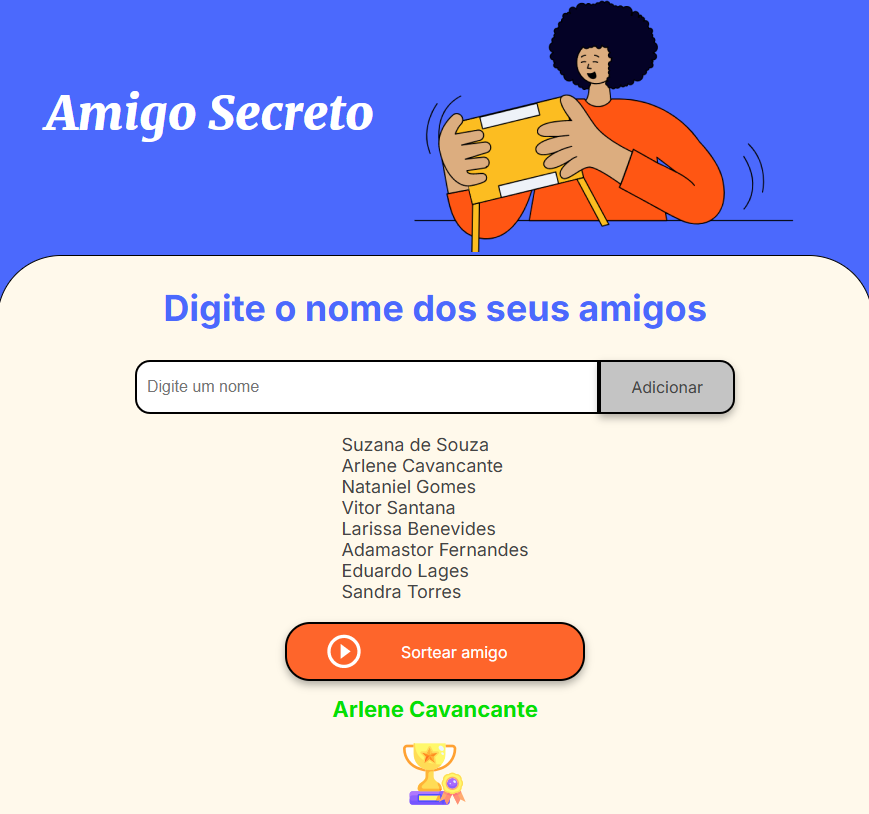 Amigo Secreto
Digite o nome dos seus amigos
Digite um nome
Adicionar
Suzana de Souza
Arlene Cavancante
Nataniel Gomes
Vitor Santana
Larissa Benevides
Adamastor Fernandes
Eduardo Lages
Sandra Torres
Sortear amigo
Arlene Cavancante